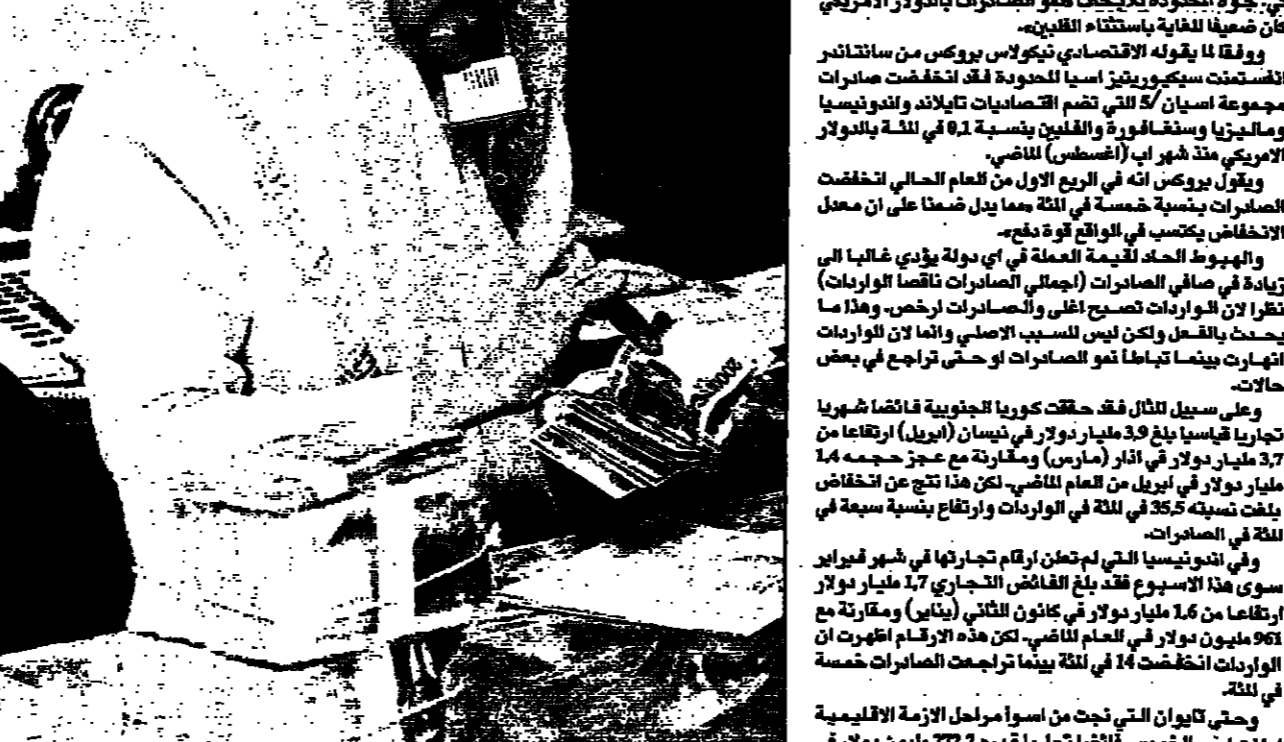 كان ضعيفا للغاية باستثناء الفلبين».
ووفقا لما يقوله الاقتصادي نيكولاس بروكس من سانتاندر
انفستمنت سيكيوريتيز اسيا المحدودة فقد انخفضت صادرات
مجموعة اسيان/5 التي تضم اقتصاديات تايلاند واندونيسيا
وماليزيا وسنغافورة والفلبين بنسبة 0,1 في المئة بالدولار
الامريكي منذ شهر اب (اغسطس) الماضي.
ويقول بروكس انه في الربع الاول من العام الحالي انخفضت
الصادرات بنسبة خمسة في المئة «مما يدل ضمنا على ان معدل
الانخفاض يكتسب في الواقع قوة دفع».
والهبوط الحاد لقيمة العملة في اي دولة يؤدي غالبا الى
زيادة في صافي الصادرات (اجمالي الصادرات ناقصا الواردات)
نظرا لان الواردات تصبح اغلى والصادرات ارخص. وهذا ما
يحدث بالفعل ولكن ليس للسبب الاصلي وانما لان الواردات
انهارت بينما تباطأ نمو الصادرات او حتى تراجع في بعض
حالات.
وعلى سبيل المثال فقد حققت كوريا الجنوبية فائضا شهريا
تجاريا قياسيا بلغ 3,9 مليار دولار في نيسان (ابريل) ارتفاعا من
3,7 مليار دولار في اذار (مارس) ومقارنة مع عجز حجمه 1,4
مليار دولار في ابريل من العام الماضي. لكن هذا نتج عن انخفاض
بلغت نسبته 35,5 في المئة في الواردات وارتفاع بنسبة سبعة في
المئة في الصادرات.
وفي اندونيسيا التي لم تعلن ارقام تجارتها في شهر فبراير
سوى هذا الاسبوع فقد بلغ الفائض التجاري 1,7 مليار دولار
ارتفاعا من 1.6 مليار دولار في كانون الثاني (يناير) ومقارنة مع
961 مليون دولار في العام الماضي. لكن هذه الارقام اظهرت ان
الواردات انخفضت 14 في المئة بينما تراجعت الصادرات خمسة
في المئة.
وحتى تايوان التي نجت من اسوأ مراحل الازمة الاقليمية